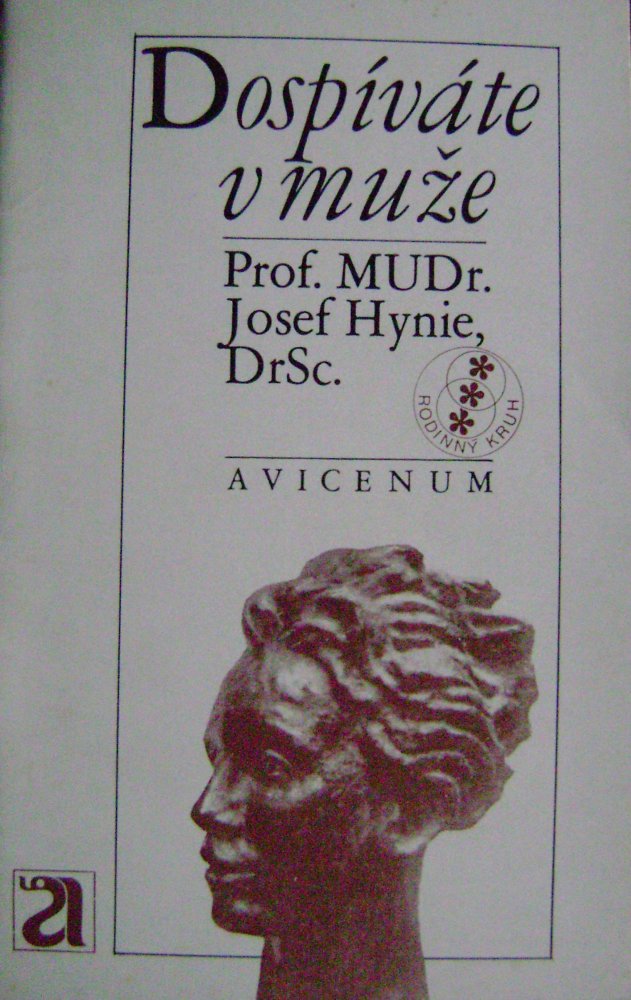 Dospíváte
v muže
Prof. MUDr.
Josef Hynie,
DrSc.
RODINNÝ KRUH
AVICENUM
a